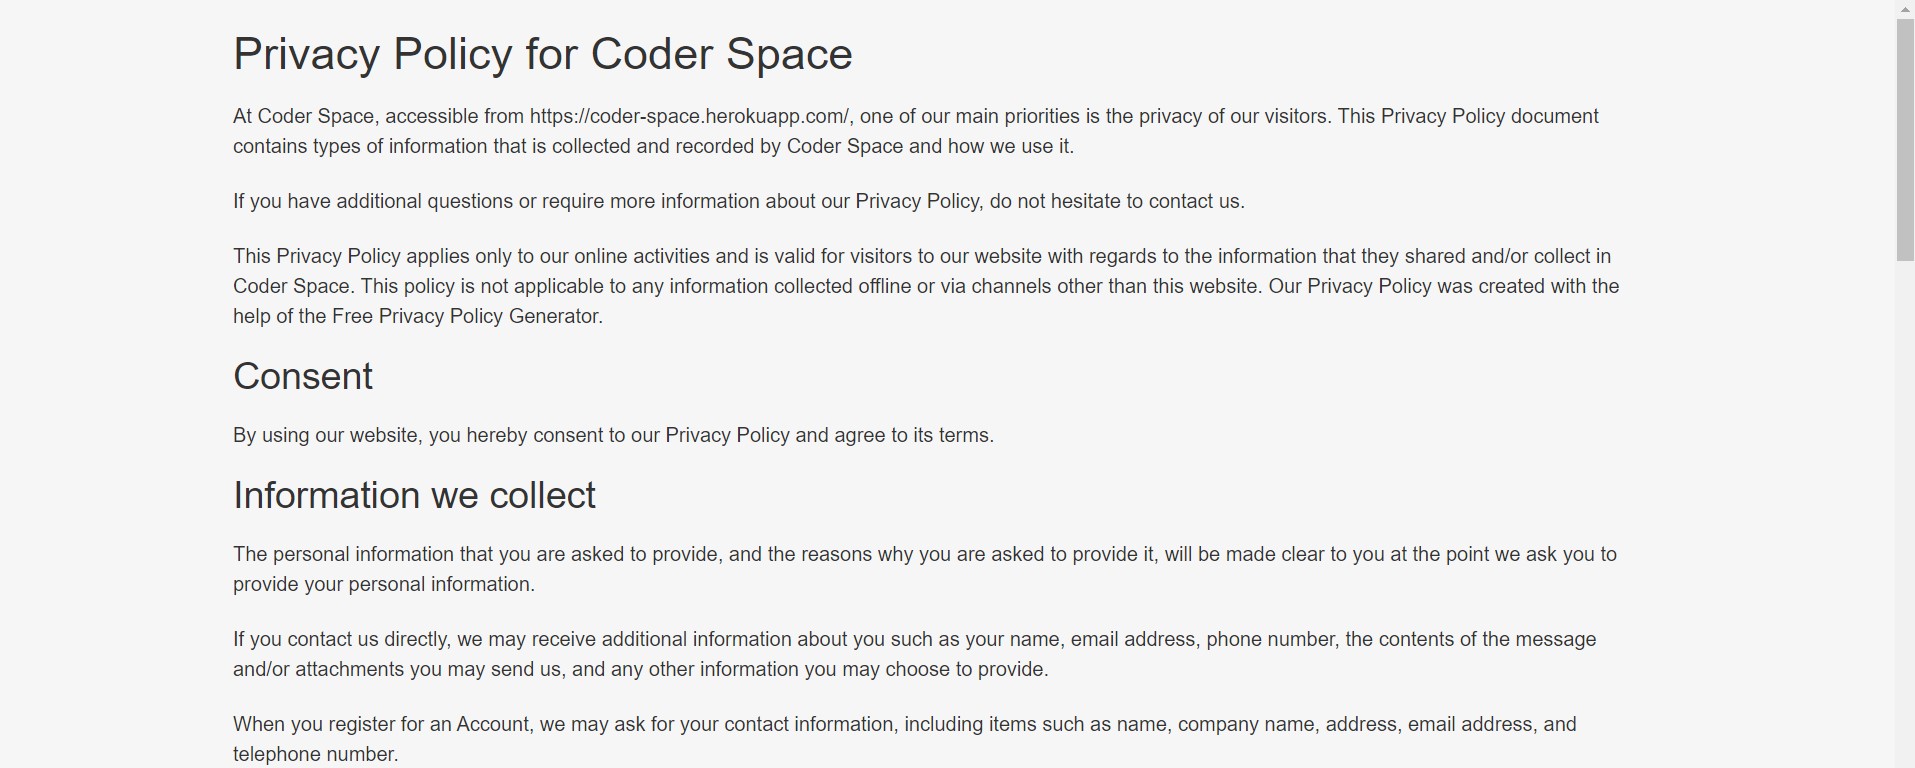 Privacy Policy for Coder Space
At Coder Space, accessible from https://coder-space.herokuapp.com/, one of our main priorities is the privacy of our visitors. This Privacy Policy document
contains types of information that is collected and recorded by Coder Space and how we use it.
If you have additional questions or require more information about our Privacy Policy, do not hesitate to contact us.
This Privacy Policy applies only to our online activities and is valid for visitors to our website with regards to the information that they shared and/or collect in
Coder Space. This policy is not applicable to any information collected offline or via channels other than this website. Our Privacy Policy was created with the
help of the Free Privacy Policy Generator.
Consent
By using our website, you hereby consent to our Privacy Policy and agree to its terms.
Information we collect
The personal information that you are asked to provide, and the reasons why you are asked to provide it, will be made clear to you at the point we ask you to
provide your personal information.
If you contact us directly, we may receive additional information about you such as your name, email address, phone number, the contents of the message
and/or attachments you may send us, and any other information you may choose to provide.
When you register for an Account, we may ask for your contact information, including items such as name, company name, address, email address, and
telephone number.